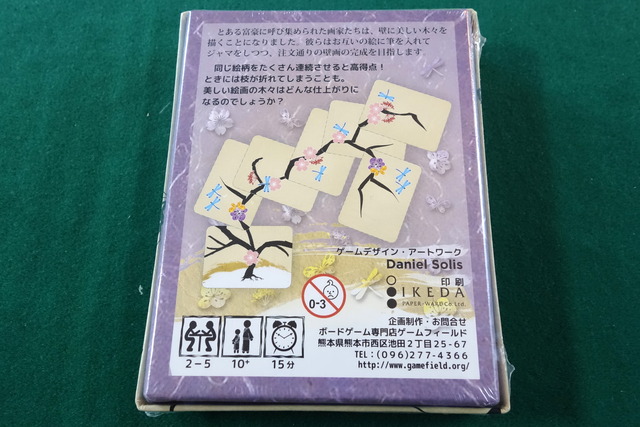 とある富豪に呼び集められた画家たちは、壁に美しい木々を
描くことになりました。彼らはお互いの絵に筆を入れて
ジャマをしつつ、注文通りの壁画の完成を目指します。
同じ絵柄をたくさん連続させると高得点！
ときには枝が折れてしまうことも。
美しい絵画の木々はどんな仕上がりに
なるのでしょうか？
ゲームデザイン・アートワーク
Daniel Solis
0-3
印刷
IKEDA
PAPER-WARD Co Ltd.
企画制作・お問合せ
ボードゲーム専門店ゲームフィールド
熊本県熊本市西区池田2丁目25-67
TEL：(096)277-4366
http://www.gamefield.org/
2－5 10+ 15分